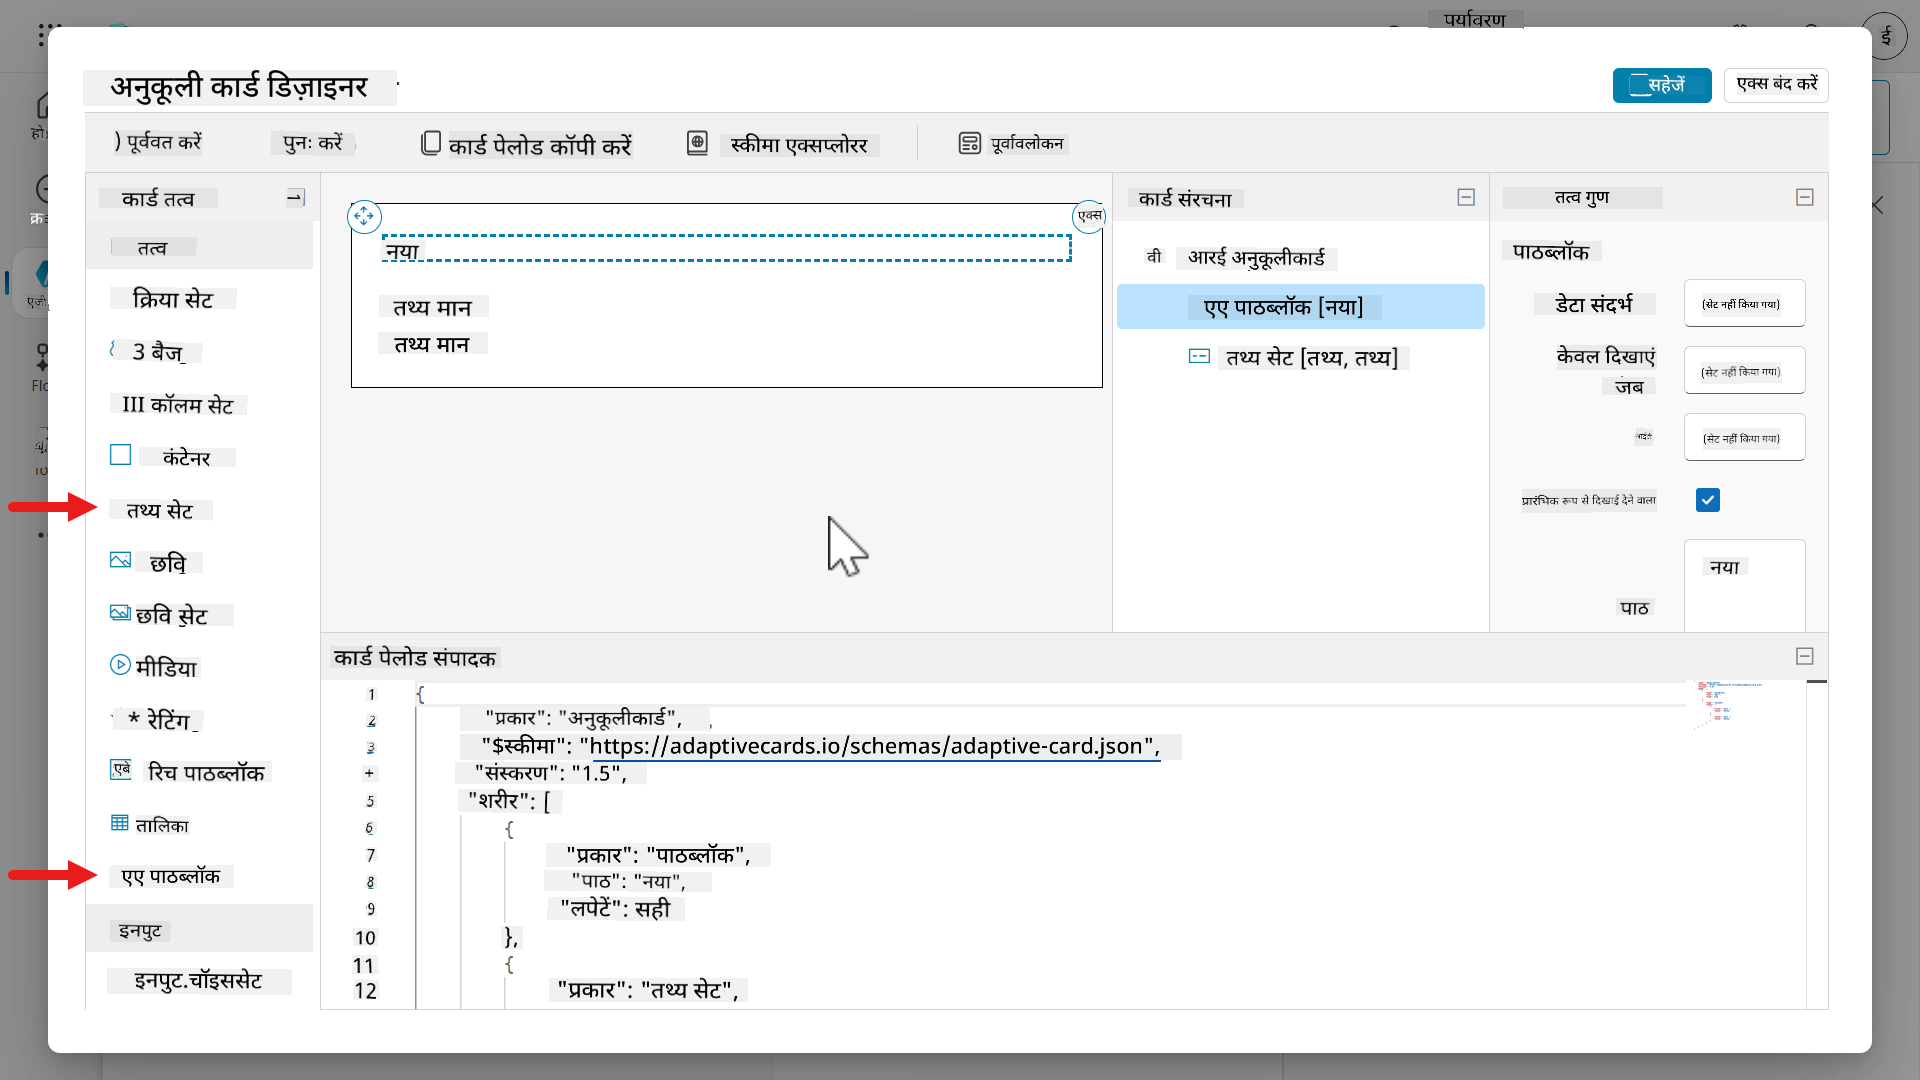 पर्यावरण
ई
अनुकूली कार्ड डिज़ाइनर
सहेजें
एक्स बंद करें
) पूर्ववत करें
पुनः करें
कार्ड पेलोड कॉपी करें
स्कीमा एक्सप्लोरर
पूर्वावलोकन
कार्ड तत्व
तत्व
क्रिया सेट
3 बैज
III कॉलम सेट
कंटेनर
तथ्य सेट
छवि
छवि सेट
मीडिया
* रेटिंग
एबे रिच पाठब्लॉक
तालिका
एए पाठब्लॉक
इनपुट
इनपुट.चॉइससेट
एक्स
नया
तथ्य मान
तथ्य मान
कार्ड संरचना
वी आरई अनुकूलीकार्ड
एए पाठब्लॉक [नया]
तथ्य सेट [तथ्य, तथ्य]
तत्व गुण
पाठब्लॉक
डेटा संदर्भ (सेट नहीं किया गया)
केवल दिखाएं जब (सेट नहीं किया गया)
(सेट नहीं किया गया)
प्रारंभिक रूप से दिखाई देने वाला
पाठ नया
कार्ड पेलोड संपादक
1 {
2 "प्रकार": "अनुकूलीकार्ड",
3 "$स्कीमा": "https://adaptivecards.io/schemas/adaptive-card.json",
+ "संस्करण": "1.5",
5 "शरीर": [
6 {
7 "प्रकार": "पाठब्लॉक",
8 "पाठ": "नया",
9 "लपेटें": सही
10 },
11 {
12 "प्रकार": "तथ्य सेट",